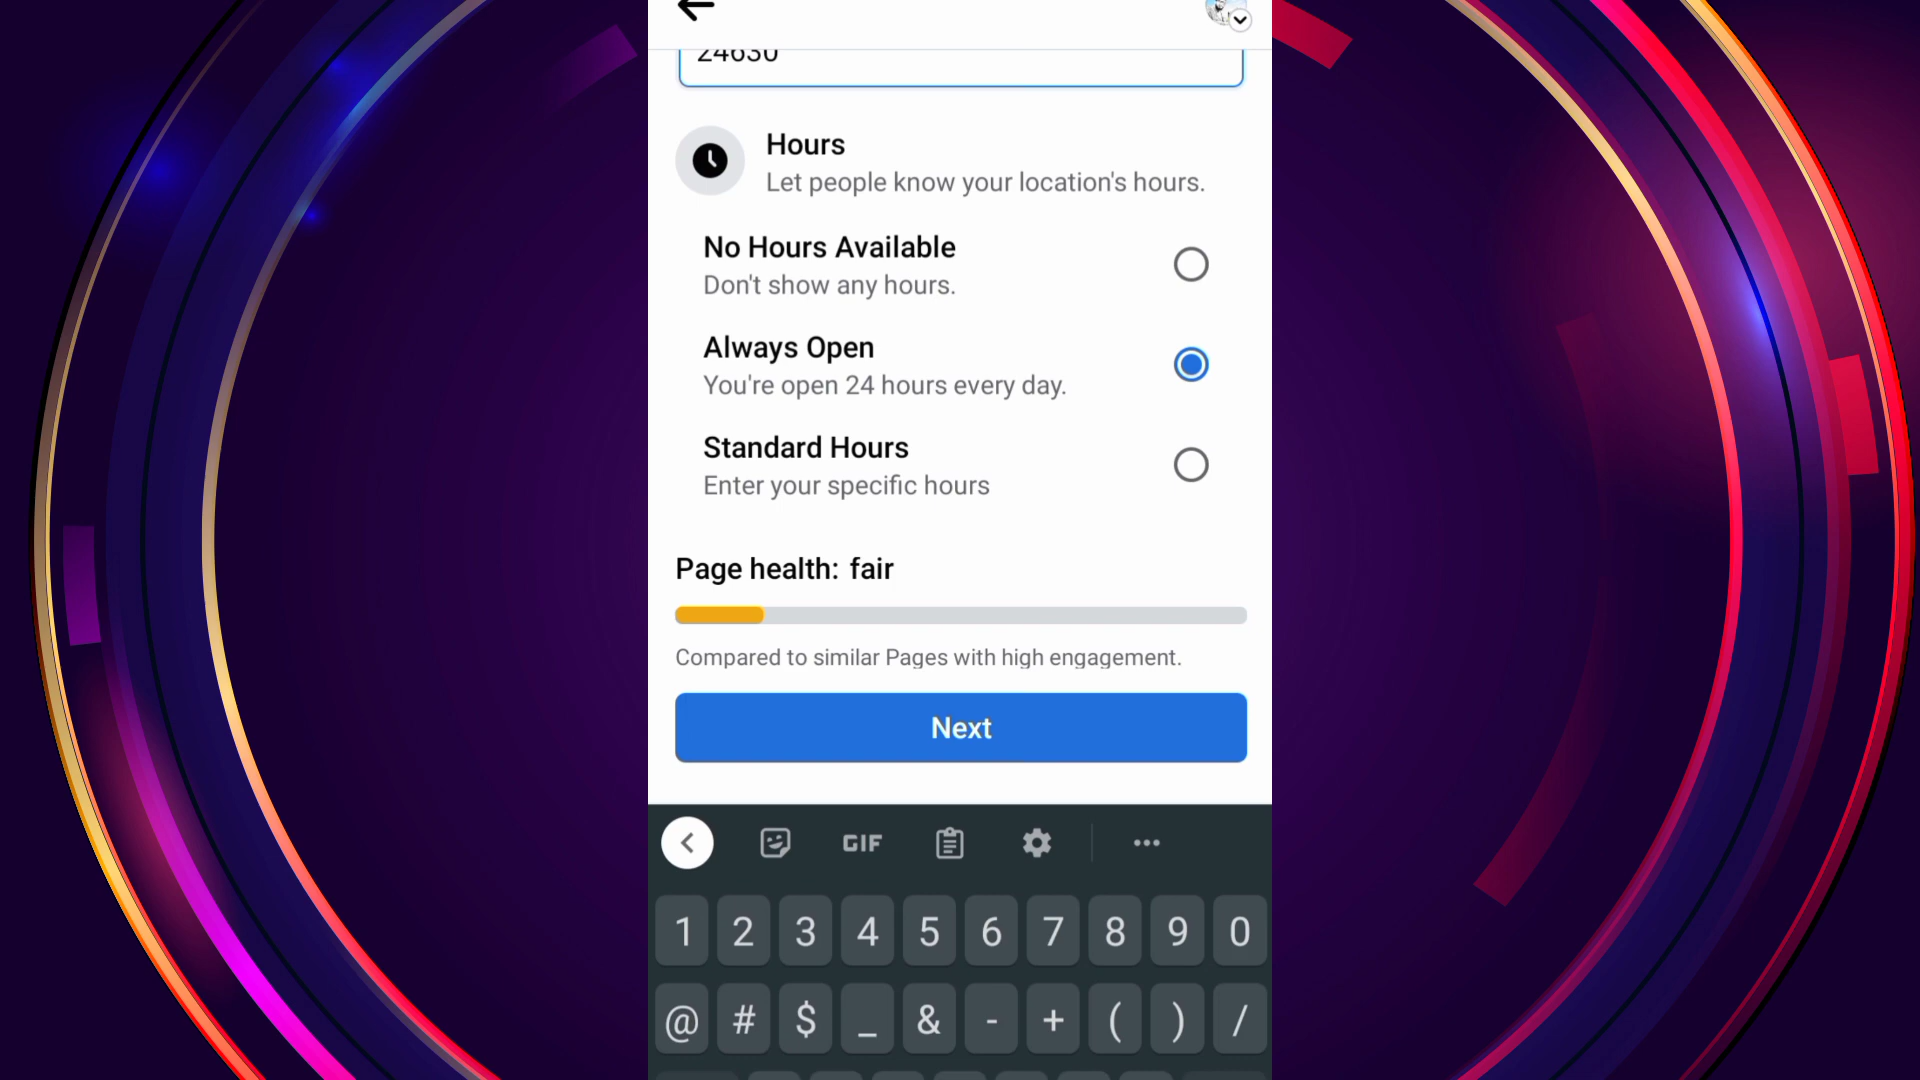 24630
Hours
Let people know your location's hours.
No Hours Available
Don't show any hours.
Always Open
You're open 24 hours every day.
Standard Hours
Enter your specific hours
Page health: fair
Compared to similar Pages with high engagement.
Next
GIF
1 2 3 4 5 6 7 8 9 0
@ # $ _ & - + ( ) /